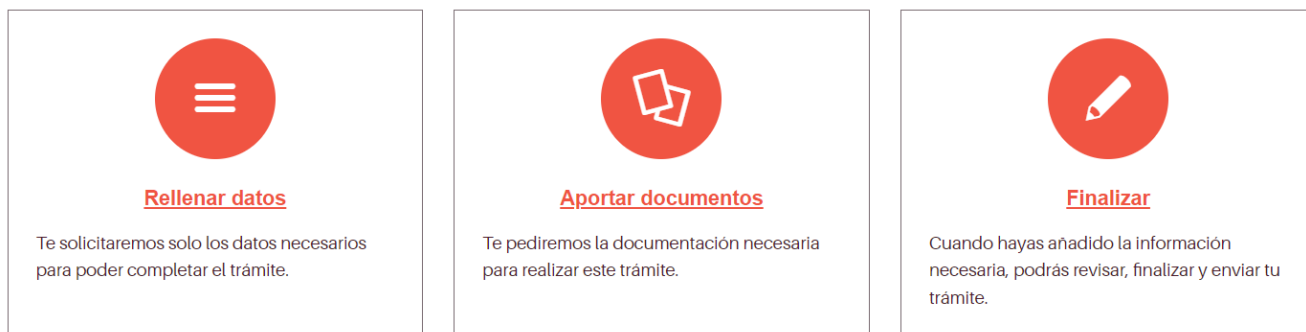 Rellenar datos
Te solicitaremos solo los datos necesarios
para poder completar el trámite.
Aportar documentos
Te pediremos la documentación necesaria
para realizar este trámite.
Finalizar
Cuando hayas añadido la información
necesaria, podrás revisar, finalizar y enviar tu
trámite.